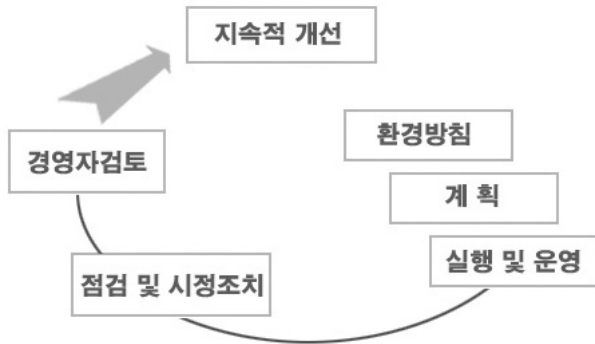 지속적 개선
환경방침
경영자검토
계 획
실행 및 운영
점검 및 시정조치